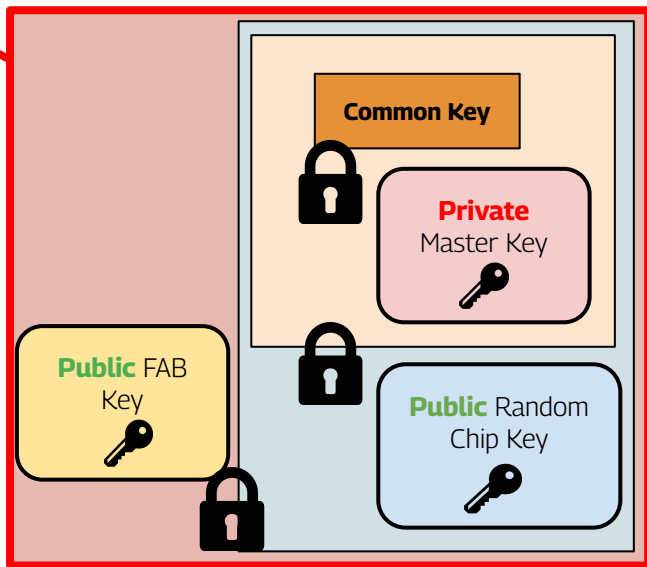 Common Key
Private
Master Key
Public FAB
Key
Public Random
Chip Key